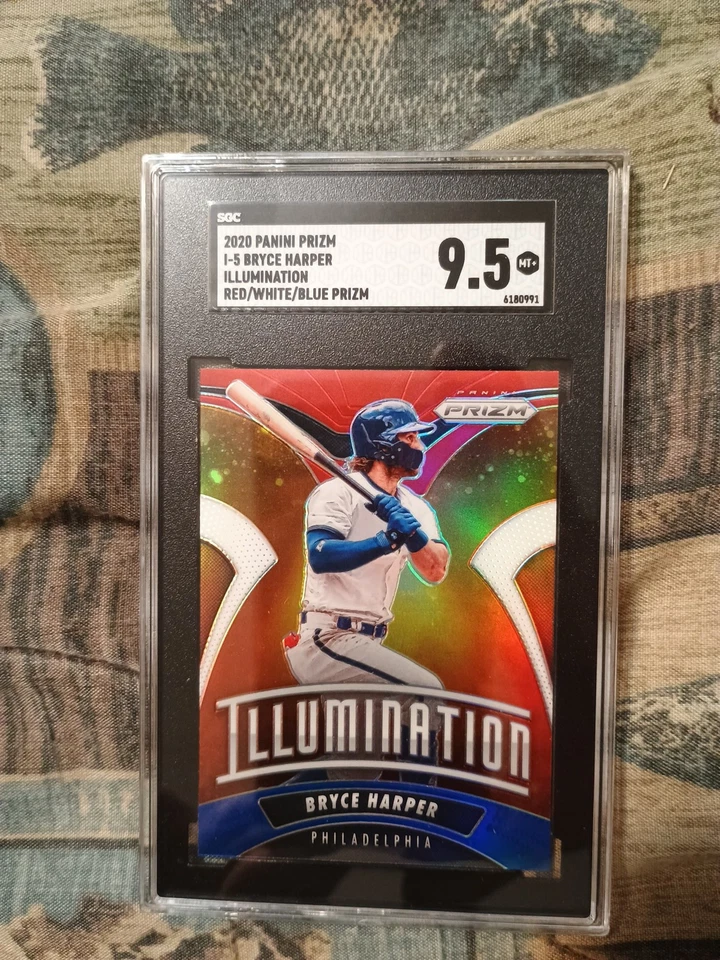 SGC
2020 PANINI PRIZM
I-5 BRYCE HARPER
ILLUMINATION
RED/WHITE/BLUE PRIZM
9.5
MT+
6180991
PANINI
PRIZM
ILLUMINATION
BRYCE HARPER
PHILADELPHIA